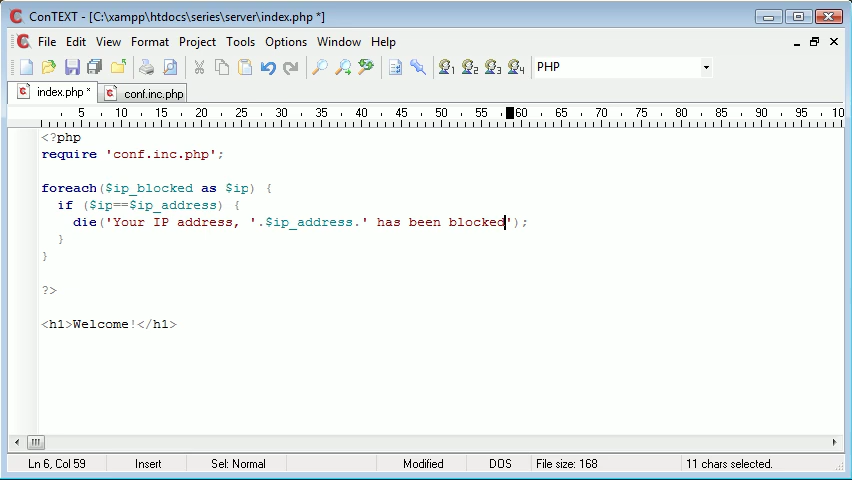 ConTEXT - [C:\xampp\htdocs\series\server\index.php *]
File Edit View Format Project Tools Options Window Help
1 2 3 4 PHP
index.php * conf.inc.php
5 10 15 20 25 30 35 40 45 50 55 60 65 70 75 80 85 90 95 10
<?php
require 'conf.inc.php';
foreach($ip_blocked as $ip) {
if ($ip==$ip_address) {
die('Your IP address, '.$ip_address.' has been blocked');
}
}
?>
<h1>Welcome!</h1>
Ln 6, Col 59 Insert Sel: Normal Modified DOS File size: 168 11 chars selected.